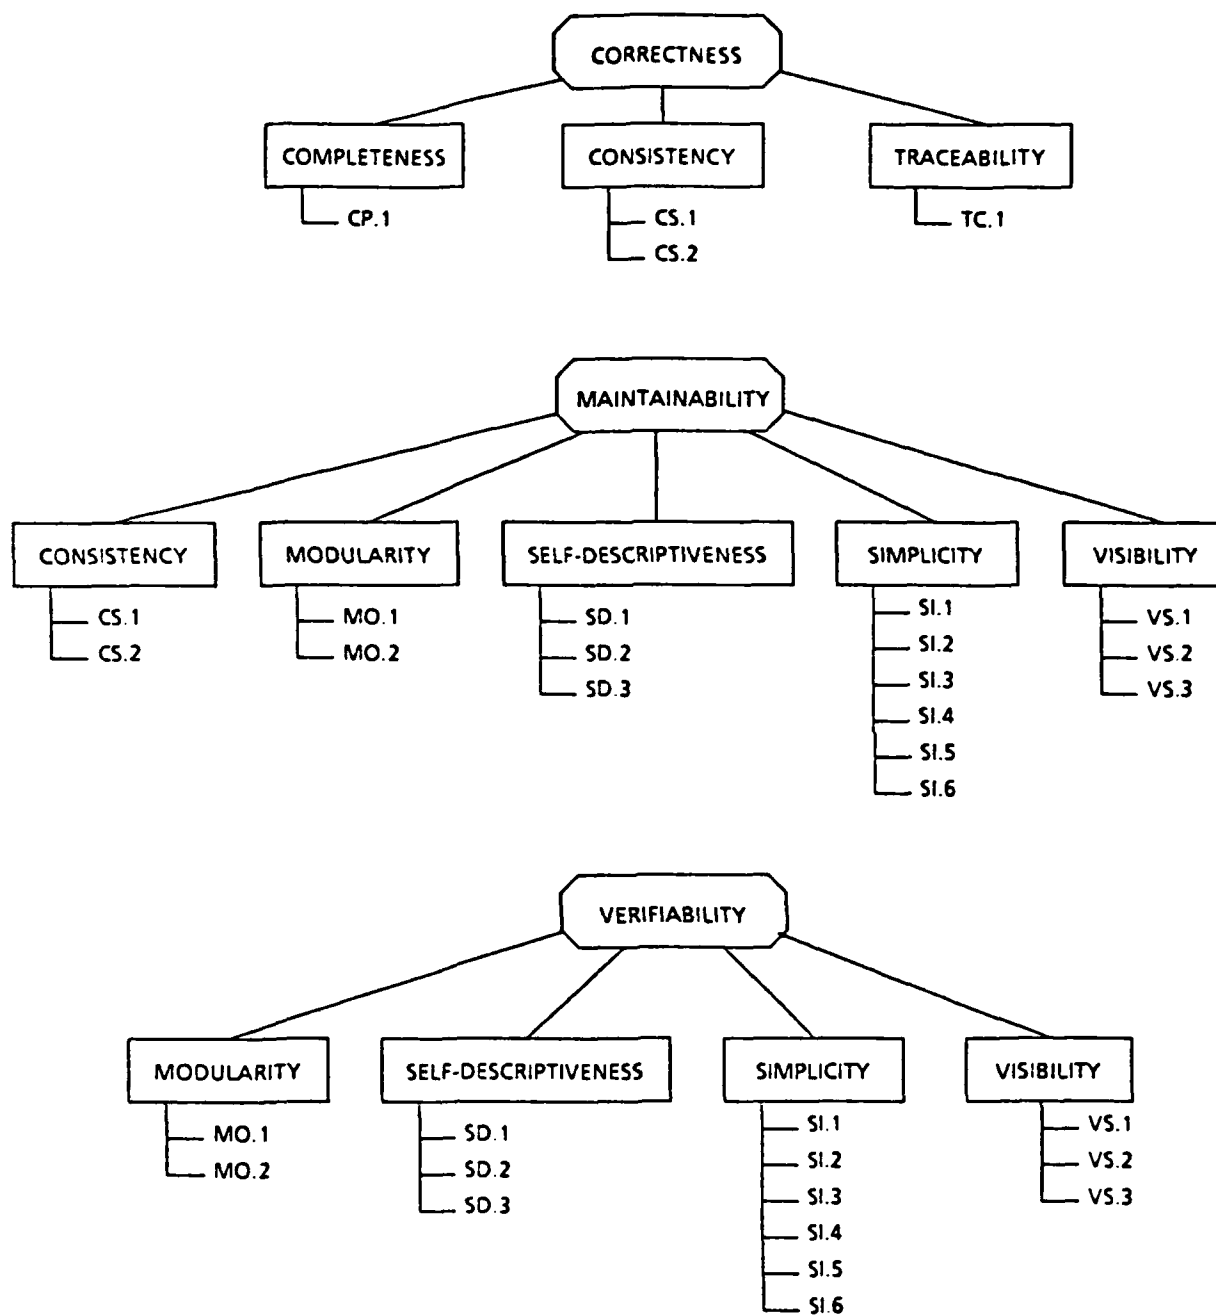 CORRECTNESS
COMPLETENESS CONSISTENCY TRACEABILITY
CP.1 CS.1 TC.1
CS.2
MAINTAINABILITY
CONSISTENCY MODULARITY SELF-DESCRIPTIVENESS SIMPLICITY VISIBILITY
CS.1 MO.1 SD.1 SI.1 VS.1
CS.2 MO.2 SD.2 SI.2 VS.2
SD.3 SI.3 VS.3
SI.4
SI.5
SI.6
VERIFIABILITY
MODULARITY SELF-DESCRIPTIVENESS SIMPLICITY VISIBILITY
MO.1 SD.1 SI.1 VS.1
MO.2 SD.2 SI.2 VS.2
SD.3 SI.3 VS.3
SI.4
SI.5
SI.6